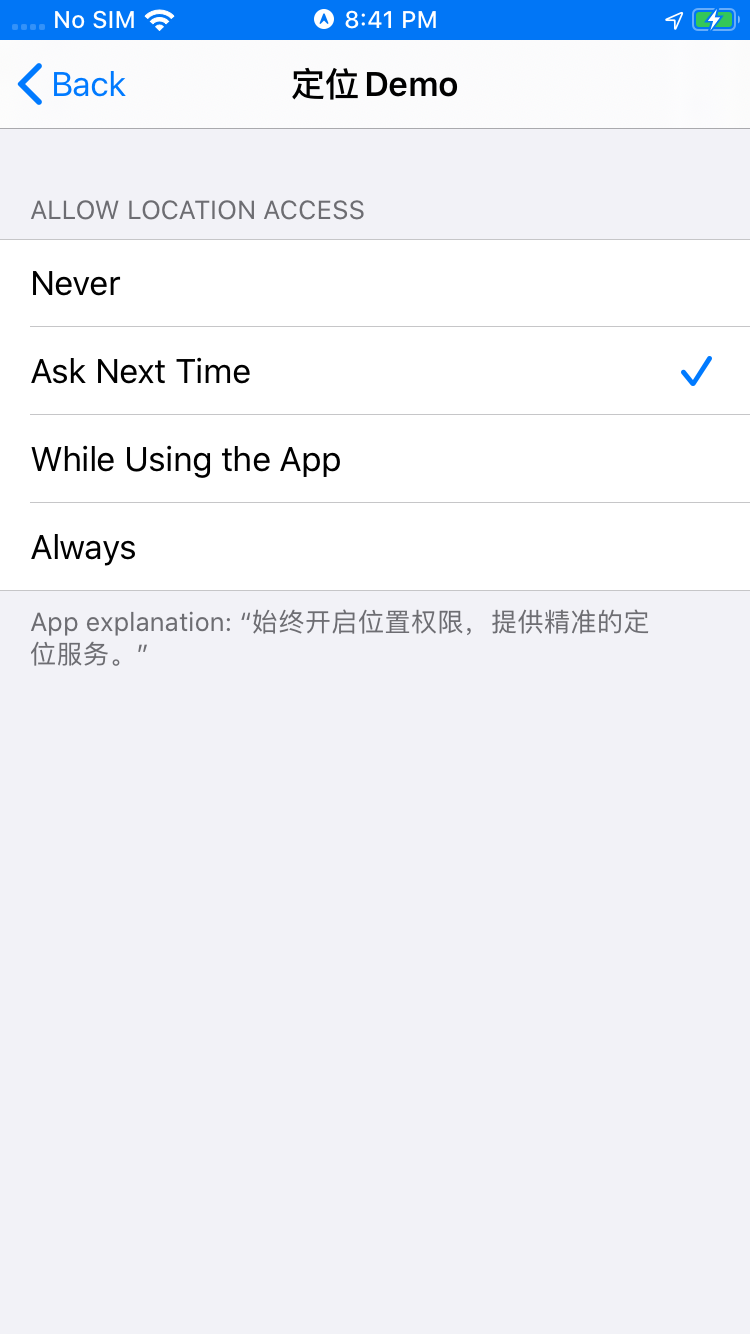 No SIM 8:41 PM
Back 定位Demo
ALLOW LOCATION ACCESS
Never
Ask Next Time
While Using the App
Always
App explanation: “始终开启位置权限，提供精准的定
位服务。”